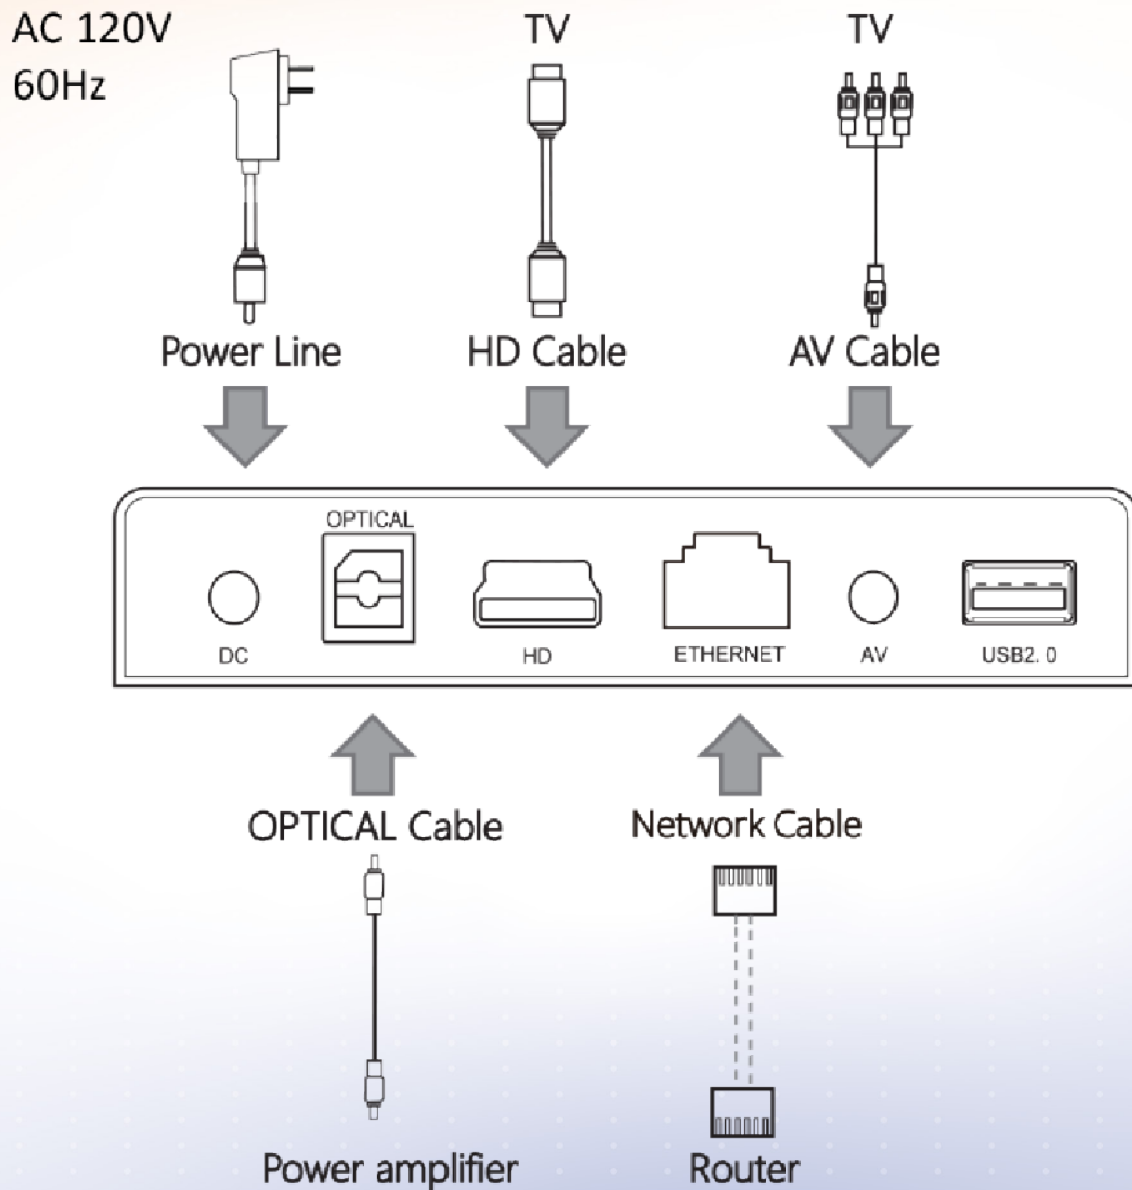 AC 120V
60Hz
TV
TV
Power Line
HD Cable
AV Cable
OPTICAL
DC
HD
ETHERNET
AV
USB2. 0
OPTICAL Cable
Network Cable
Power amplifier
Router